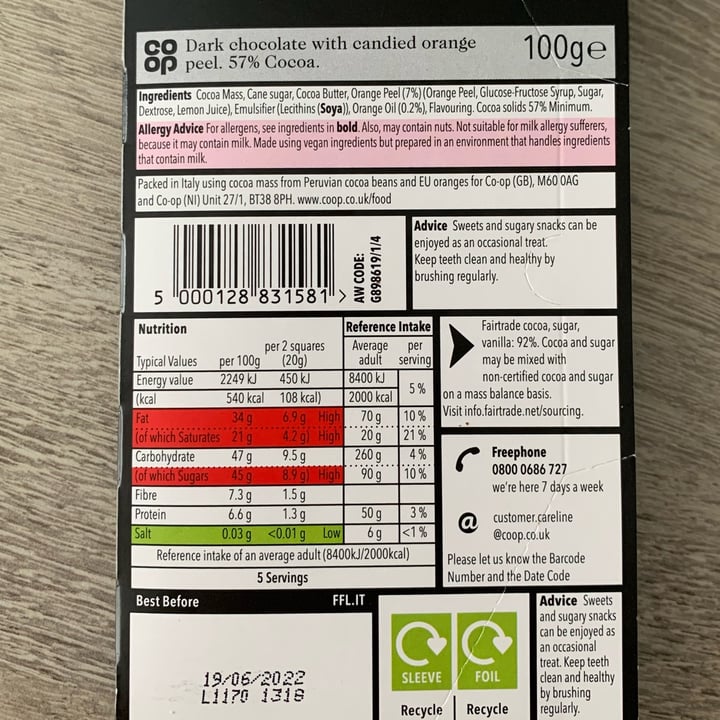 CO
OP
Dark chocolate with candied orange
peel. 57% Cocoa.
100g℮
Ingredients Cocoa Mass, Cane sugar, Cocoa Butter, Orange Peel (7%) (Orange Peel, Glucose-Fructose Syrup, Sugar,
Dextrose, Lemon Juice), Emulsifier (Lecithins (Soya)), Orange Oil (0.2%), Flavouring. Cocoa solids 57% Minimum.
Allergy Advice For allergens, see ingredients in bold. Also, may contain nuts. Not suitable for milk allergy sufferers,
because it may contain milk. Made using vegan ingredients but prepared in an environment that handles ingredients
that contain milk.
Packed in Italy using cocoa mass from Peruvian cocoa beans and EU oranges for Co-op (GB), M60 0AG
and Co-op (NI) Unit 27/1, BT38 8PH. www.coop.co.uk/food
5 000128 831581 >
AW CODE:
G898619/1/4
Advice Sweets and sugary snacks can be
enjoyed as an occasional treat.
Keep teeth clean and healthy by
brushing regularly.
Nutrition Reference Intake
Typical Values per 100g per 2 squares (20g) Average adult per serving
Energy value 2249 kJ 450 kJ 8400 kJ 5 %
(kcal 540 kcal 108 kcal) 2000 kcal
Fat 34 g 6.9 g High 70 g 10 %
(of which Saturates 21 g 4.2 g) High 20 g 21 %
Carbohydrate 47 g 9.5 g 260 g 4 %
(of which Sugars 45 g 8.9 g) High 90 g 10 %
Fibre 7.3 g 1.5 g
Protein 6.6 g 1.3 g 50 g 3 %
Salt 0.03 g <0.01 g Low 6 g <1 %
Reference intake of an average adult (8400kJ/2000kcal)
5 Servings
Fairtrade cocoa, sugar,
vanilla: 92%. Cocoa and sugar
may be mixed with
non-certified cocoa and sugar
on a mass balance basis.
Visit info.fairtrade.net/sourcing.
Freephone
0800 0686 727
we're here 7 days a week
@ customer.careline
@coop.co.uk
Please let us know the Barcode
Number and the Date Code
Best Before FFL.IT
19/06/2022
L1170 1318
SLEEVE
FOIL
Recycle
Recycle
Advice Sweets
and sugary snacks
can be enjoyed as
an occasional
treat. Keep teeth
clean and healthy
by brushing
regularly.